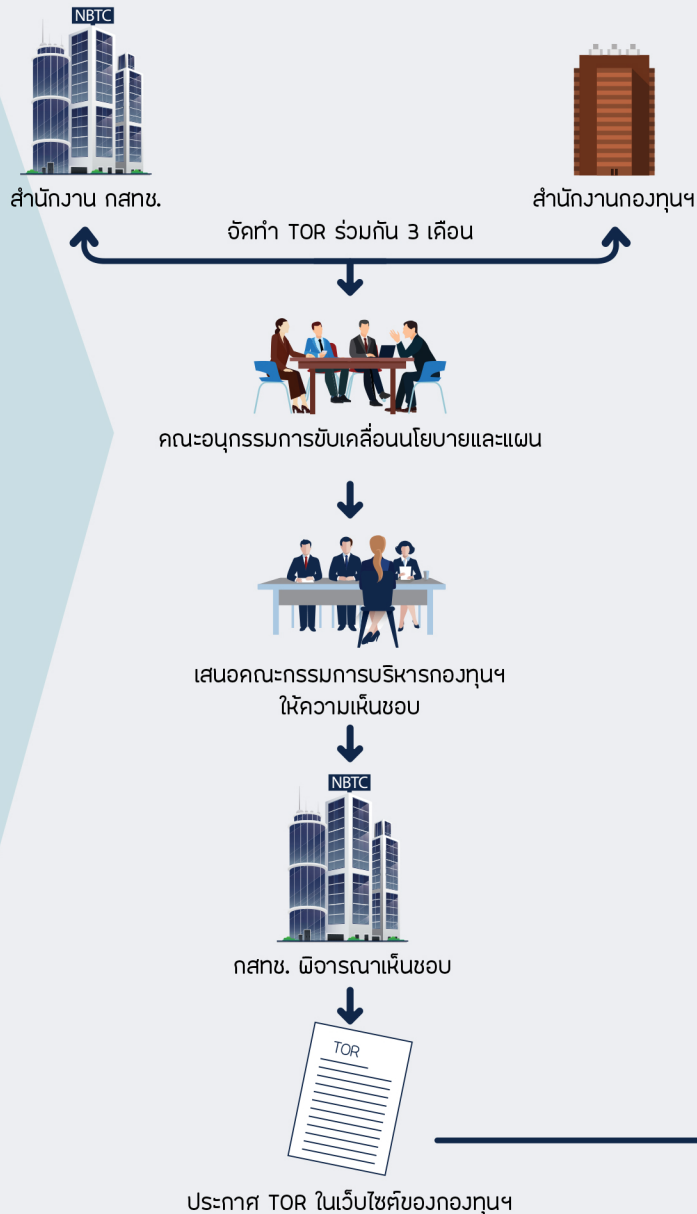 NBTC
สำนักงาน กสทช.
สำนักงานกองทุนฯ
จัดทำ TOR ร่วมกัน 3 เดือน
คณะอนุกรรมการขับเคลื่อนนโยบายและแผน
เสนอคณะกรรมการบริหารกองทุนฯ
ให้ความเห็นชอบ
NBTC
กสทช. พิจารณาเห็นชอบ
TOR
ประกาศ TOR ในเว็บไซต์ของกองทุนฯ